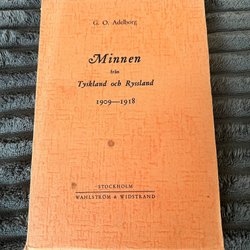 G. O. Adelborg
Minnen
från
Tyskland och Ryssland
1909—1918
STOCKHOLM
WAHLSTRÖM & WIDSTRAND